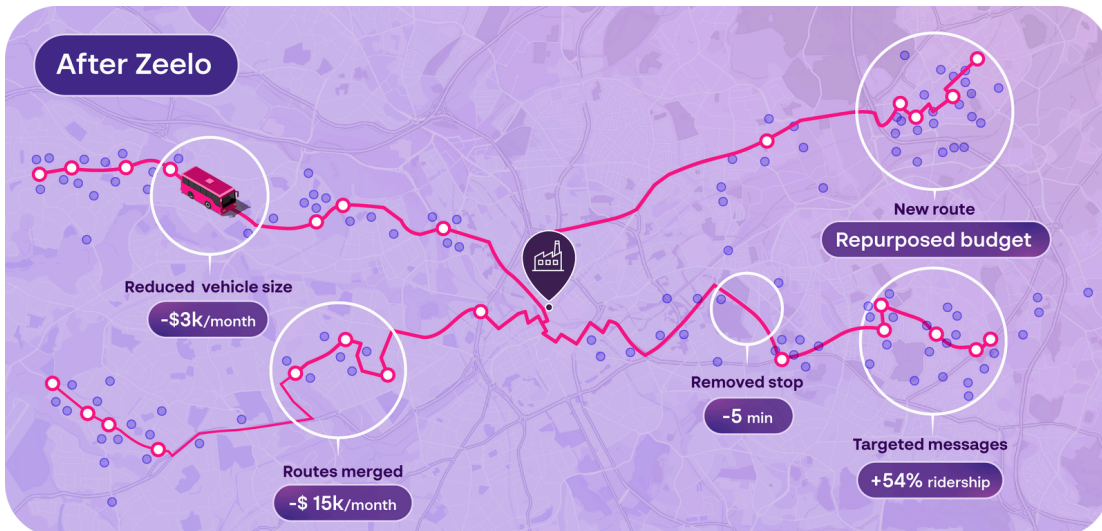 After Zeelo
New route
Repurposed budget
Reduced vehicle size
-$3k/month
Removed stop
-5 min
Targeted messages
+54% ridership
Routes merged
-$ 15k/month